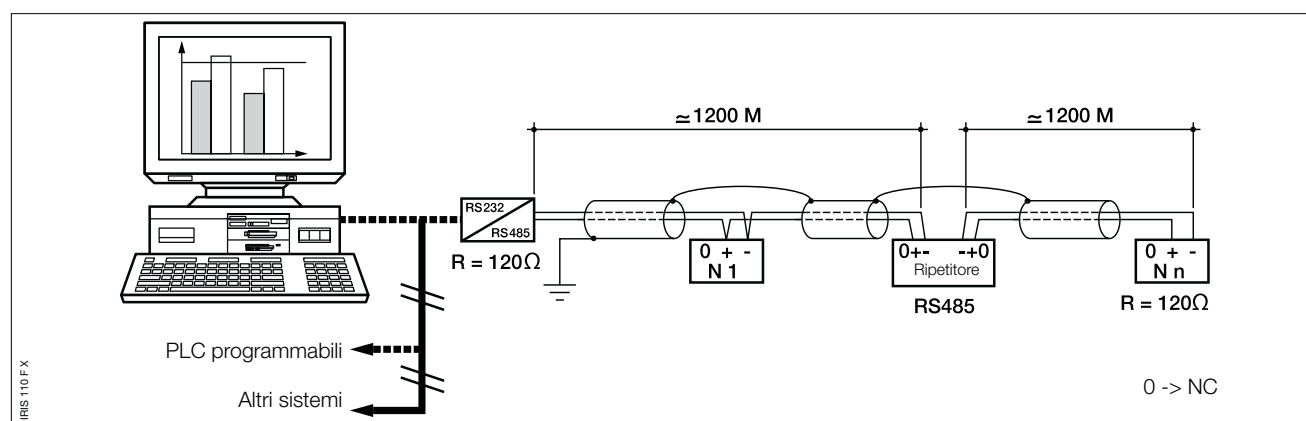 ≃1200 M
≃1200 M
RS232
RS485
R = 120Ω
0 + -
N 1
0+-
-+0
Ripetitore
RS485
0 + -
N n
R = 120Ω
PLC programmabili
Altri sistemi
0 -> NC
IRIS 110 F X